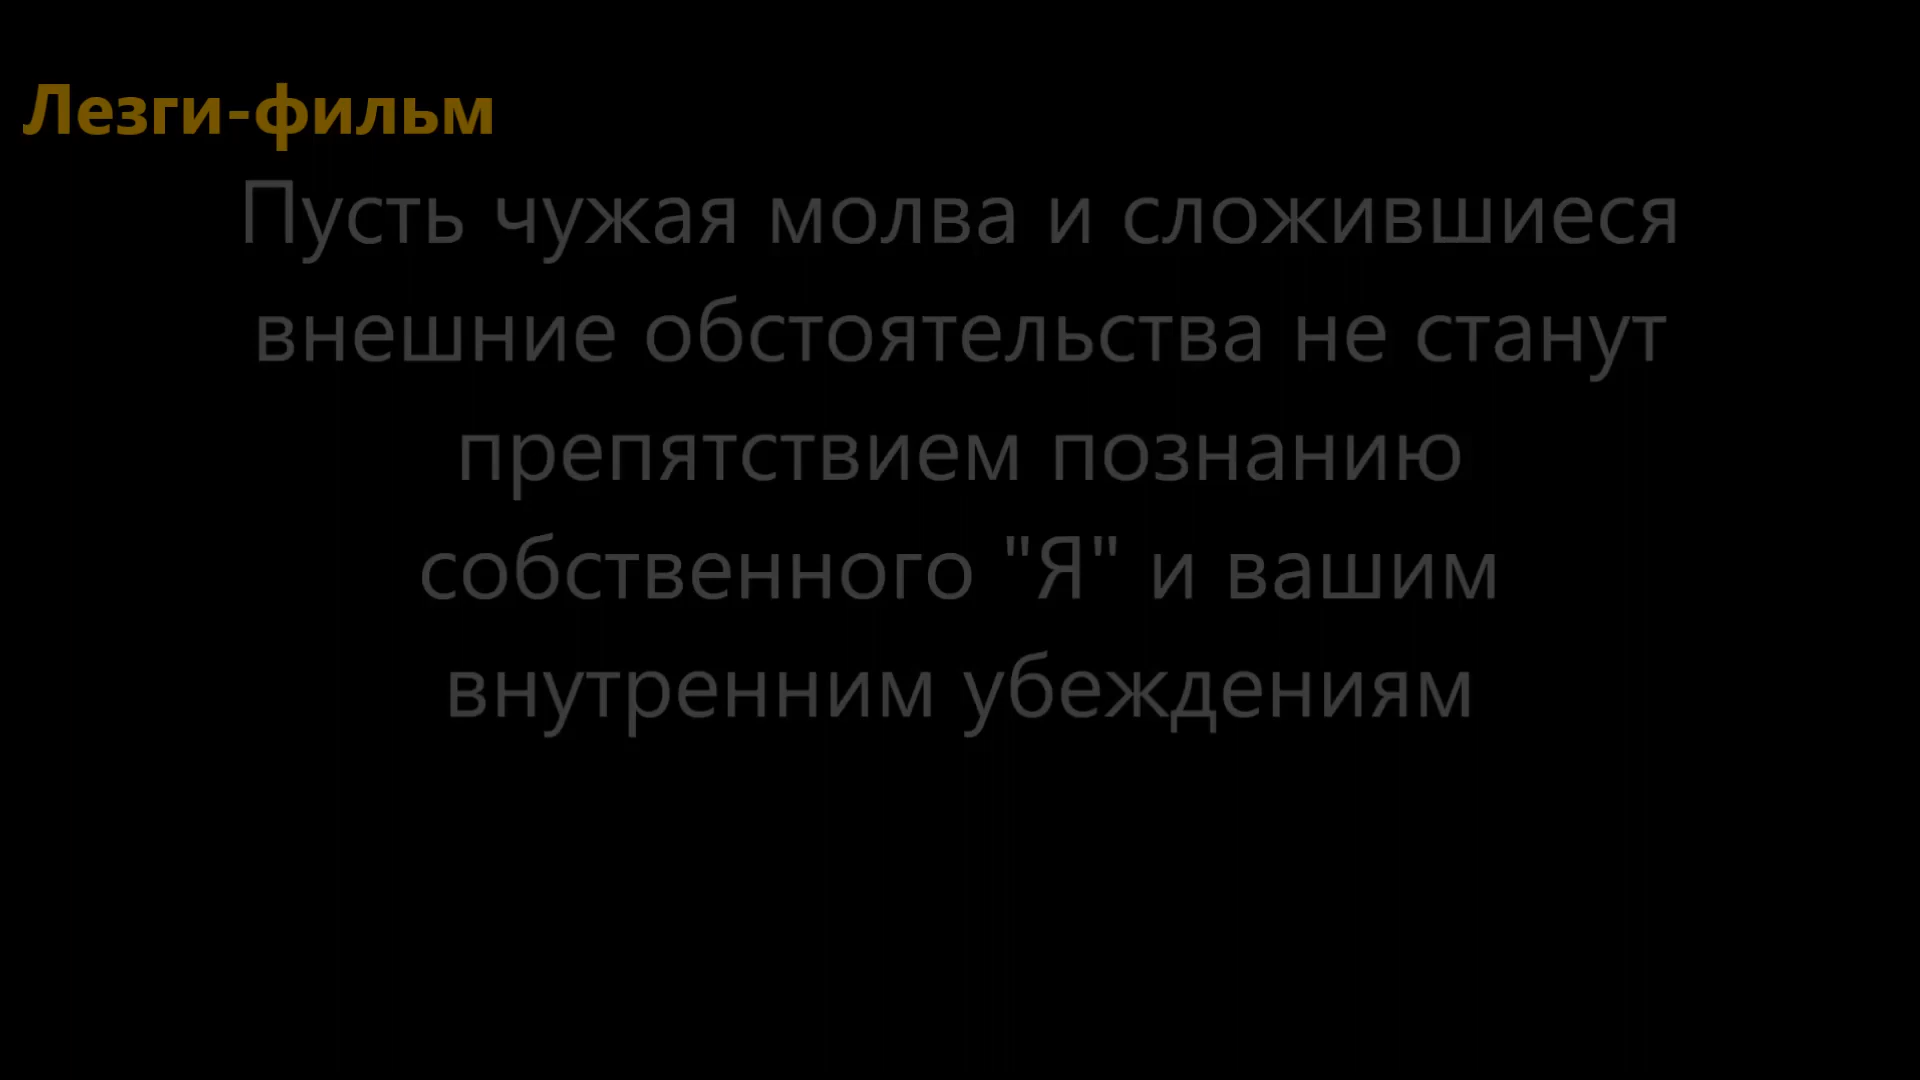 Лезги-фильм
Пусть чужая молва и сложившиеся
внешние обстоятельства не станут
препятствием познанию
собственного "Я" и вашим
внутренним убеждениям